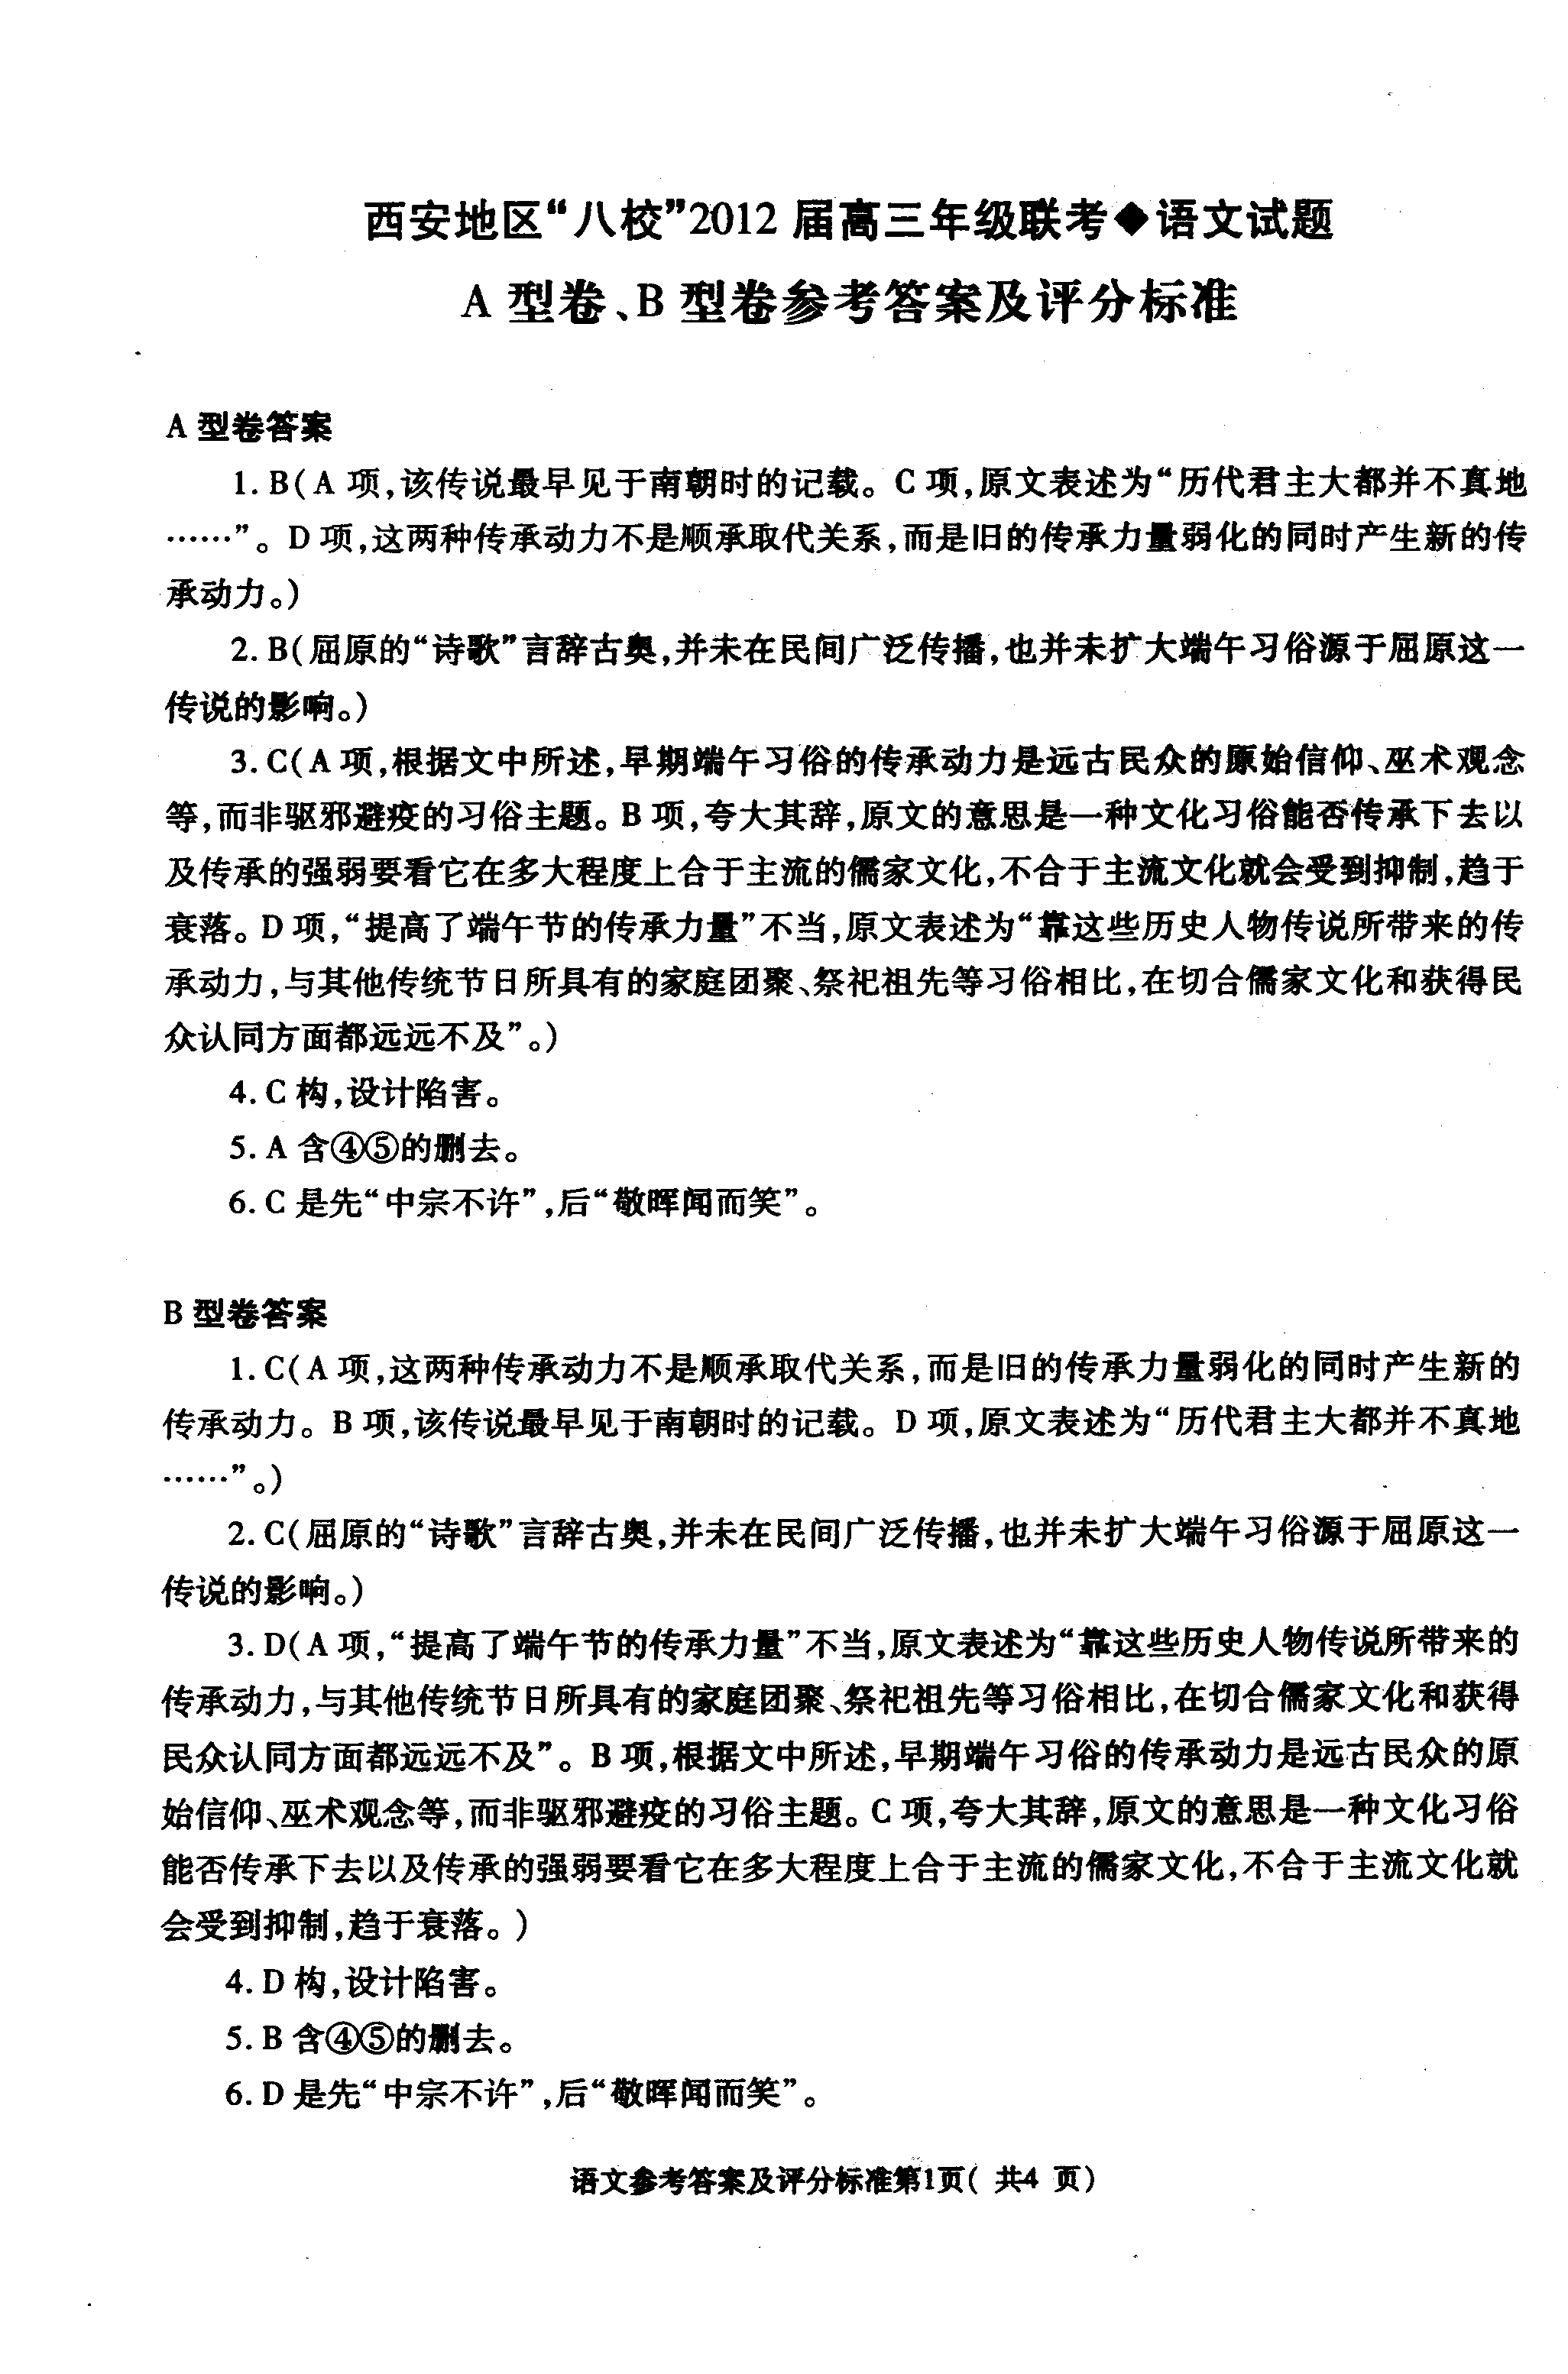 西安地区“八校”2012 届高三年级联考◆语文试题
A 型卷、B 型卷参考答案及评分标准
A 型卷答案
1. B(A 项,该传说最早见于南朝时的记载。C 项,原文表述为“历代君主大都并不真地
……”。D 项,这两种传承动力不是顺承取代关系,而是旧的传承力量弱化的同时产生新的传
承动力。)
2. B(屈原的“诗歌”言辞古奥,并未在民间广泛传播,也并未扩大端午习俗源于屈原这一
传说的影响。)
3. C(A 项,根据文中所述,早期端午习俗的传承动力是远古民众的原始信仰、巫术观念
等,而非驱邪避疫的习俗主题。B 项,夸大其辞,原文的意思是一种文化习俗能否传承下去以
及传承的强弱要看它在多大程度上合于主流的儒家文化,不合于主流文化就会受到抑制,趋于
衰落。D 项,“提高了端午节的传承力量”不当,原文表述为“靠这些历史人物传说所带来的传
承动力,与其他传统节日所具有的家庭团聚、祭祀祖先等习俗相比,在切合儒家文化和获得民
众认同方面都远远不及”。)
4. C 构,设计陷害。
5. A 含④⑤的删去。
6. C 是先“中宗不许”,后“敬晖闻而笑”。
B 型卷答案
1. C(A 项,这两种传承动力不是顺承取代关系,而是旧的传承力量弱化的同时产生新的
传承动力。B 项,该传说最早见于南朝时的记载。D 项,原文表述为“历代君主大都并不真地
……”。)
2. C(屈原的“诗歌”言辞古奥,并未在民间广泛传播,也并未扩大端午习俗源于屈原这一
传说的影响。)
3. D(A 项,“提高了端午节的传承力量”不当,原文表述为“靠这些历史人物传说所带来的
传承动力,与其他传统节日所具有的家庭团聚、祭祀祖先等习俗相比,在切合儒家文化和获得
民众认同方面都远远不及”。B 项,根据文中所述,早期端午习俗的传承动力是远古民众的原
始信仰、巫术观念等,而非驱邪避疫的习俗主题。C 项,夸大其辞,原文的意思是一种文化习俗
能否传承下去以及传承的强弱要看它在多大程度上合于主流的儒家文化,不合于主流文化就
会受到抑制,趋于衰落。)
4. D 构,设计陷害。
5. B 含④⑤的删去。
6. D 是先“中宗不许”,后“敬晖闻而笑”。
语文参考答案及评分标准第1页( 共4 页)